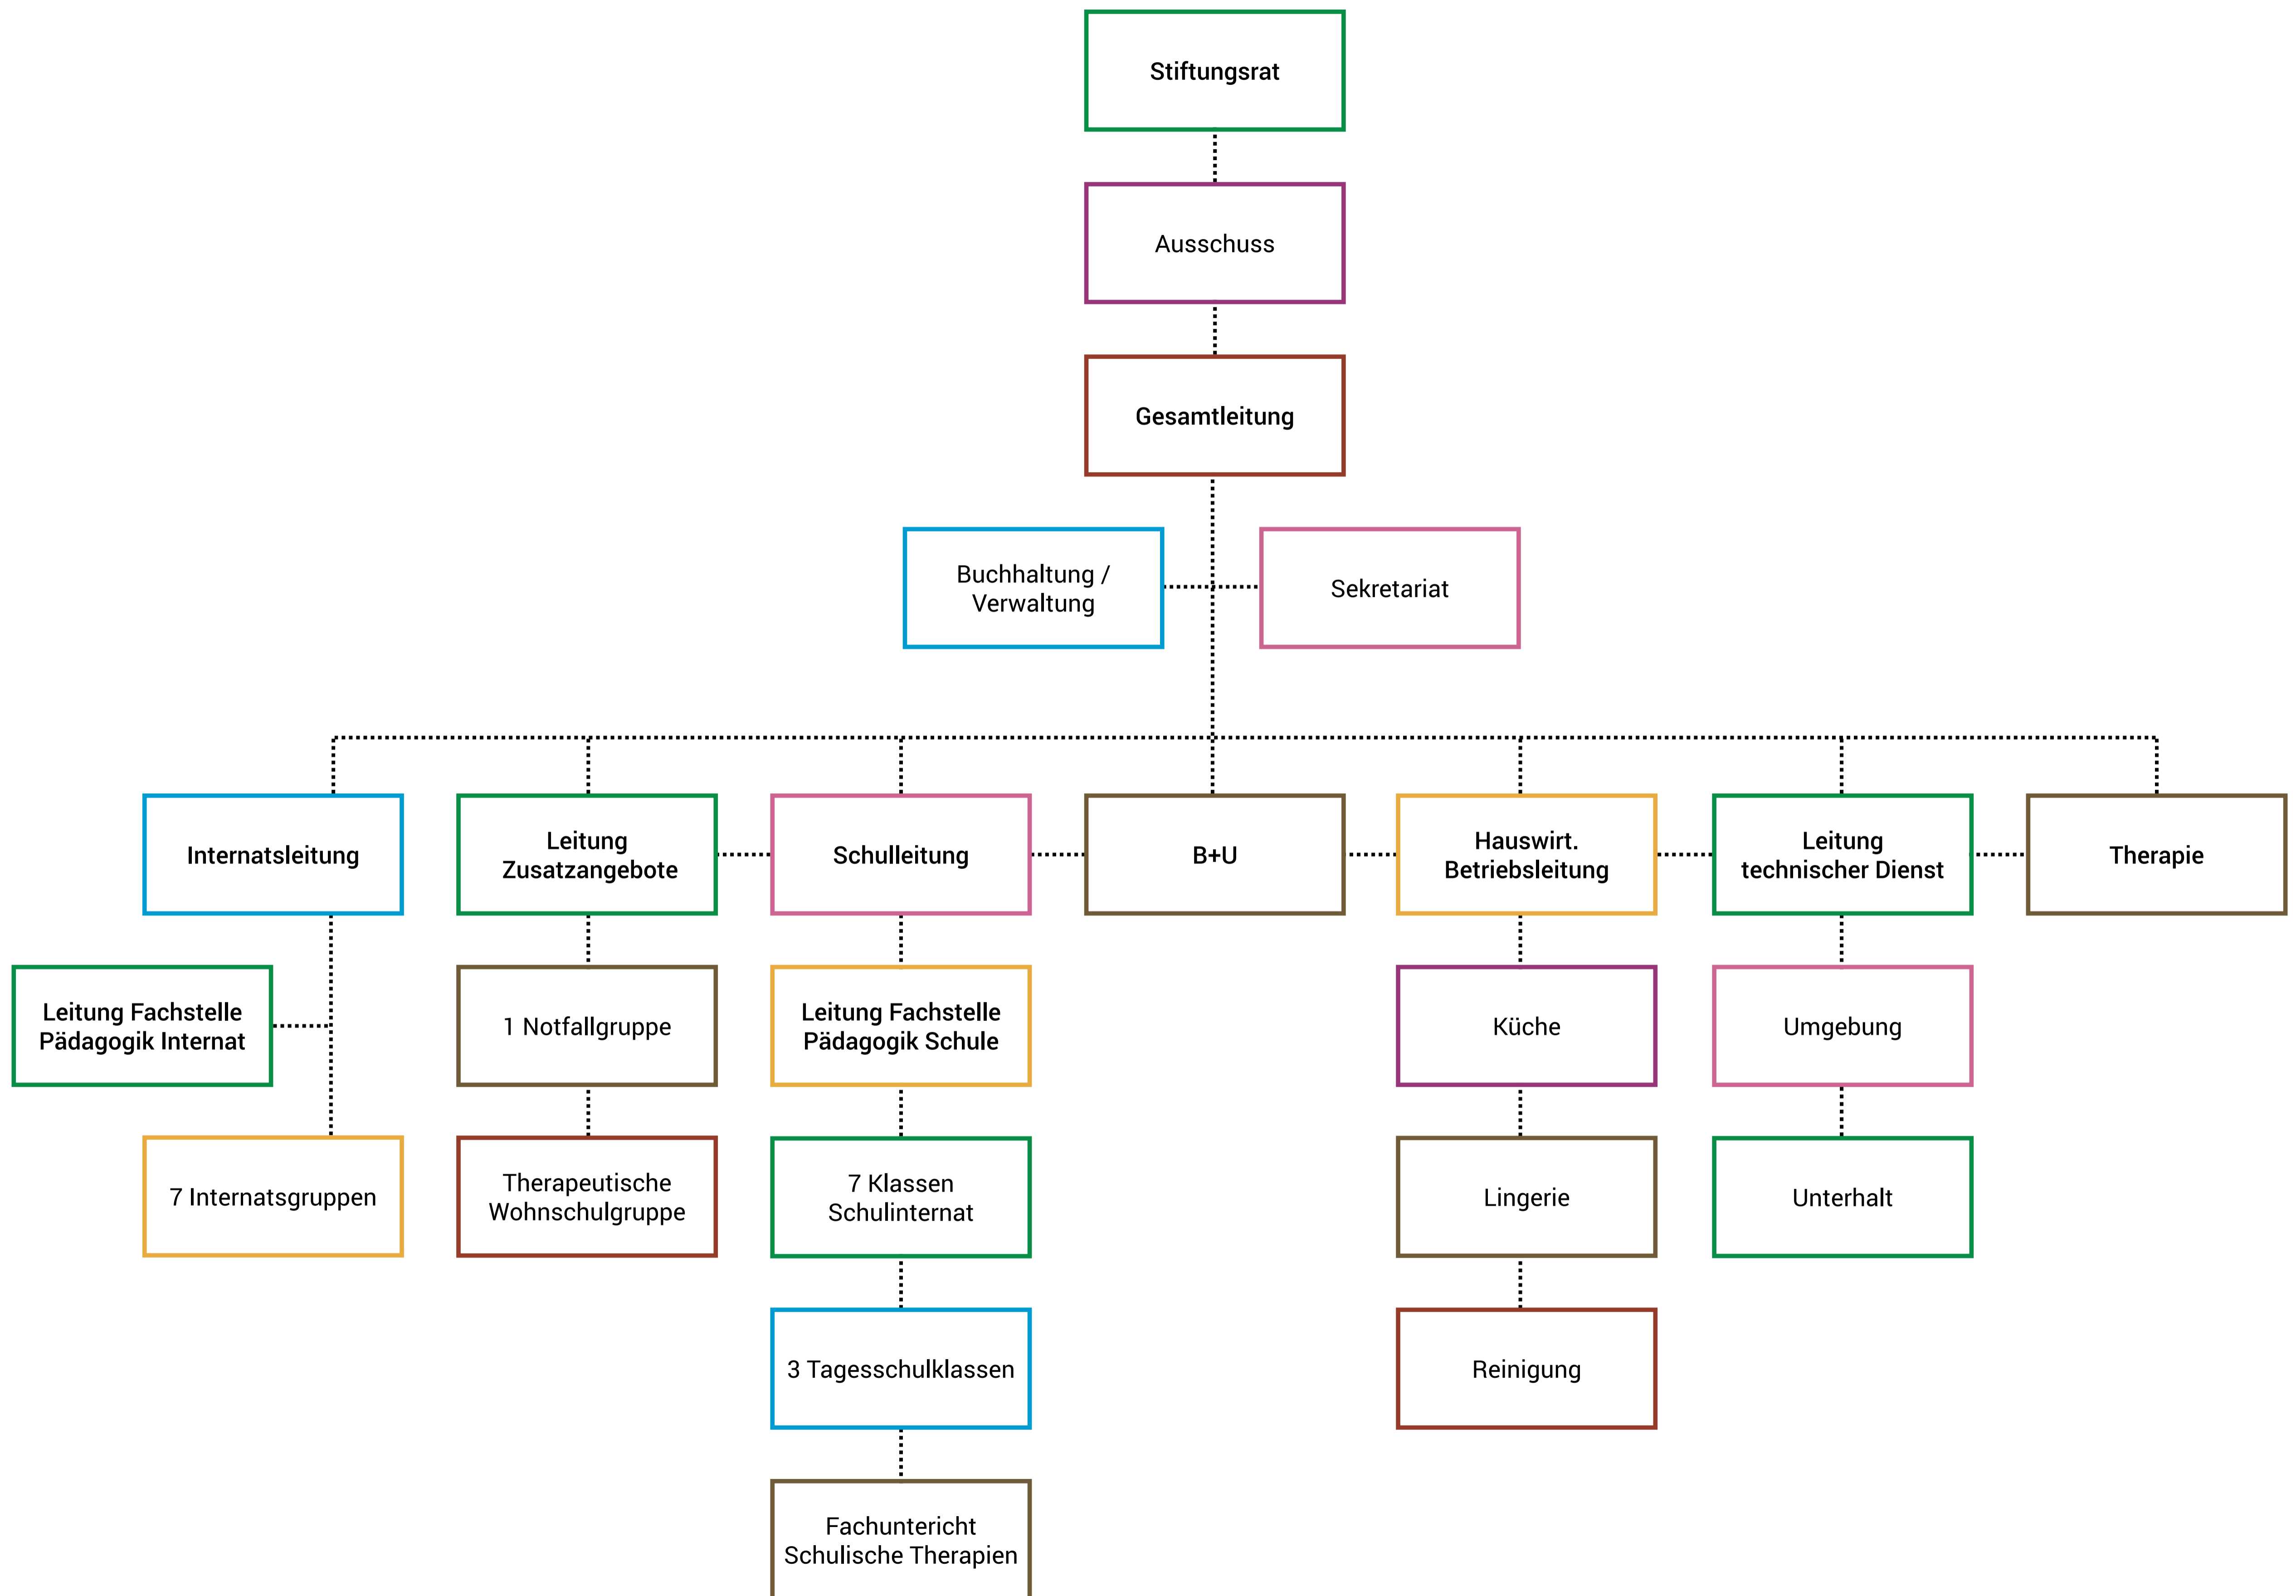 Stiftungsrat
Ausschuss
Gesamtleitung
Buchhaltung /
Verwaltung
Sekretariat
Internatsleitung
Leitung
Zusatzangebote
Schulleitung
B+U
Hauswirt.
Betriebsleitung
Leitung
technischer Dienst
Therapie
Leitung Fachstelle
Pädagogik Internat
1 Notfallgruppe
Leitung Fachstelle
Pädagogik Schule
Küche
Umgebung
7 Internatsgruppen
Therapeutische
Wohnschulgruppe
7 Klassen
Schulinternat
Lingerie
Unterhalt
3 Tagesschulklassen
Reinigung
Fachuntericht
Schulische Therapien